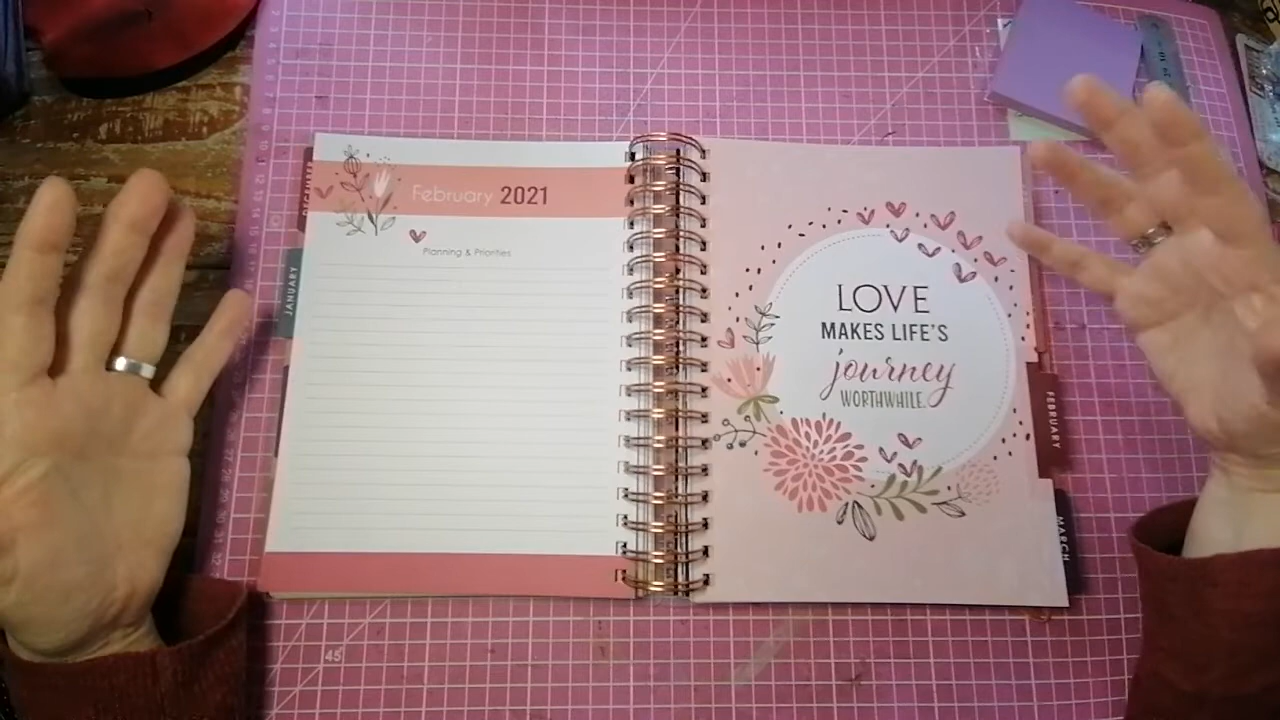 February 2021
Planning & Priorities
LOVE
MAKES LIFE'S
journey
WORTHWHILE.
JANUARY
FEBRUARY
MARCH
45